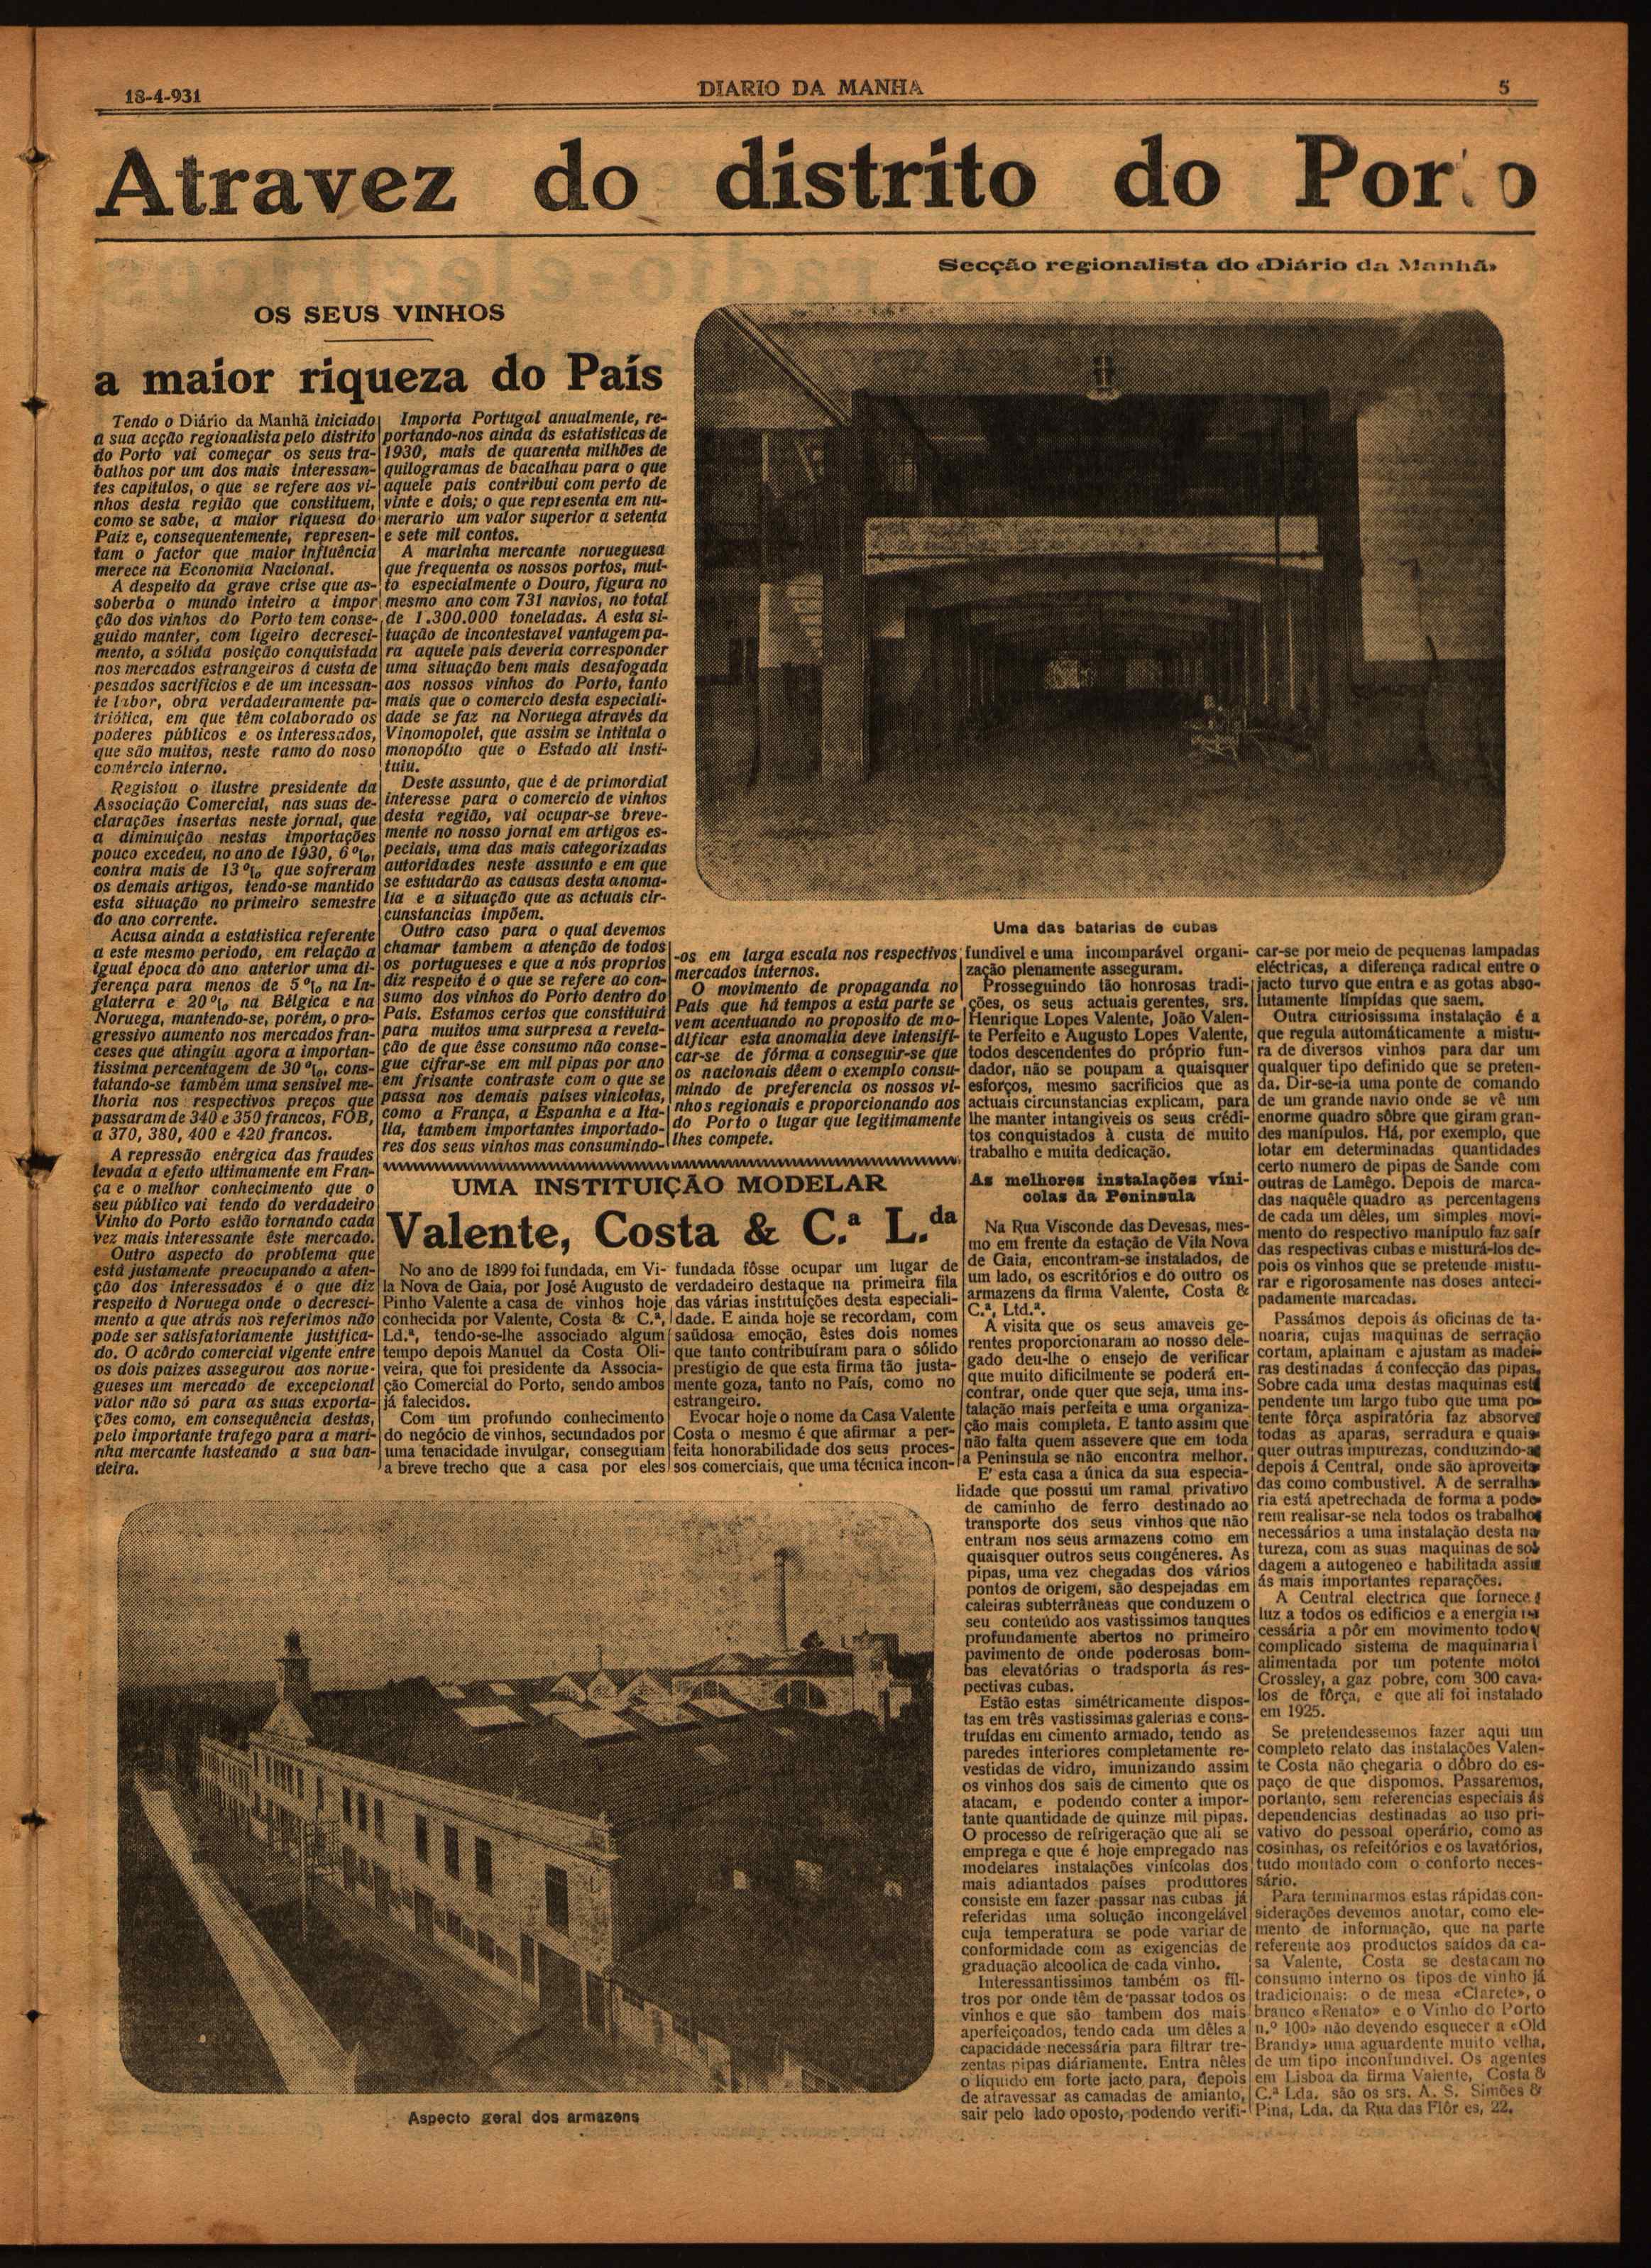 18-4-931
DIARIO DA MANHA
5
Atravez do distrito do Porto
Secção regionalista do «Diário da Manhã»
OS SEUS VINHOS
a maior riqueza do País
Tendo o Diário da Manhã iniciado
a sua acção regionalista pelo distrito
do Porto vai começar os seus tra-
balhos por um dos mais interessan-
tes capitulos, o que se refere aos vi-
nhos desta região que constituem,
como se sabe, a maior riquesa do
Paiz e, consequentemente, represen-
tam o factor que maior influência
merece na Economia Nacional.
A despeito da grave crise que as-
soberba o mundo inteiro a impor
ção dos vinhos do Porto tem conse-
guido manter, com ligeiro decresci-
mento, a sólida posição conquistada
nos mercados estrangeiros á custa de
pesados sacrificios e de um incessan-
te labor, obra verdadeiramente pa-
triótica, em que têm colaborado os
poderes públicos e os interessados,
que são muitos, neste ramo do noso
comércio interno.
Registou o ilustre presidente da
Associação Comercial, nas suas de-
clarações insertas neste jornal, que
a diminuição nestas importações
pouco excedeu, no ano de 1930, 6 %,
contra mais de 13 % que sofreram
os demais artigos, tendo-se mantido
esta situação no primeiro semestre
do ano corrente.
Acusa ainda a estatistica referente
a este mesmo periodo, em relação a
igual época do ano anterior uma di-
ferença para menos de 5 % na In-
glaterra e 20 % na Bélgica e na
Noruega, mantendo-se, porém, o pro-
gressivo aumento nos mercados fran-
ceses que atingiu agora a importan-
tissima percentagem de 30 %, cons-
tatando-se também uma sensivel me-
lhoria nos respectivos preços que
passaram de 340 e 350 francos, FOB,
a 370, 380, 400 e 420 francos.
A repressão enérgica das fraudes
levada a efeito ultimamente em Fran-
ça e o melhor conhecimento que o
seu público vai tendo do verdadeiro
Vinho do Porto estão tornando cada
vez mais interessante êste mercado.
Outro aspecto do problema que
está justamente preocupando a aten-
ção dos interessados é o que diz
respeito à Noruega onde o decresci-
mento a que atrás nos referimos não
pode ser satisfatoriamente justifica-
do. O acôrdo comercial vigente entre
os dois paizes assegurou aos norue-
gueses um mercado de excepcional
valor não só para as suas exporta-
ções como, em consequência destas,
pelo importante trafego para a mari-
nha mercante hasteando a sua ban-
deira.
Importa Portugal anualmente, re-
portando-nos ainda ás estatisticas de
1930, mais de quarenta milhões de
quilogramas de bacalhau para o que
aquele país contribui com perto de
vinte e dois; o que representa em nu-
merario um valor superior a setenta
e sete mil contos.
A marinha mercante norueguesa
que frequenta os nossos portos, mui-
to especialmente o Douro, figura no
mesmo ano com 731 navios, no total
de 1.300.000 toneladas. A esta si-
tuação de incontestavel vantagem pa-
ra aquele país deveria corresponder
uma situação bem mais desafogada
aos nossos vinhos do Porto, tanto
mais que o comercio desta especiali-
dade se faz na Noruega através da
Vinomopolet, que assim se intitula o
monopólio que o Estado ali insti-
tuiu.
Deste assunto, que é de primordial
interesse para o comercio de vinhos
desta região, vai ocupar-se breve-
mente no nosso jornal em artigos es-
peciais, uma das mais categorizadas
autoridades neste assunto e em que
se estudarão as causas desta anoma-
lia e a situação que as actuais cir-
cunstancias impõem.
Outro caso para o qual devemos
chamar tambem a atenção de todos
os portugueses e que a nós proprios
diz respeito é o que se refere ao con-
sumo dos vinhos do Porto dentro do
País. Estamos certos que constituirá
para muitos uma surpresa a revela-
ção de que êsse consumo não conse-
gue cifrar-se em mil pipas por ano
em frisante contraste com o que se
passa nos demais países vinicotas,
como a França, a Espanha e a Itá-
lia, tambem importantes importado-
res dos seus vinhos mas consumindo-
-os em larga escala nos respectivos
mercados internos.
O movimento de propaganda no
País que há tempos a esta parte se
vem acentuando no proposito de mo-
dificar esta anomalia deve intensifi-
car-se de fórma a conseguir-se que
os nacionais dêem o exemplo consu-
mindo de preferencia os nossos vi-
nhos regionais e proporcionando aos
do Porto o lugar que legitimamente
lhes compete.
Uma das batarias de cubas
UMA INSTITUIÇÃO MODELAR
Valente, Costa & C.ª L.da
No ano de 1899 foi fundada, em Vi-
la Nova de Gaia, por José Augusto de
Pinho Valente a casa de vinhos hoje
conhecida por Valente, Costa & C.ª,
Ld.ª, tendo-se-lhe associado algum
tempo depois Manuel da Costa Oli-
veira, que foi presidente da Associa-
ção Comercial do Porto, sendo ambos
já falecidos.
Com um profundo conhecimento
do negócio de vinhos, secundados por
uma tenacidade invulgar, conseguiam
a breve trecho que a casa por eles
fundada fôsse ocupar um lugar de
verdadeiro destaque na primeira fila
das várias instituíções desta especiali-
dade. E ainda hoje se recordam, com
saüdosa emoção, êstes dois nomes
que tanto contribuíram para o sólido
prestigio de que esta firma tão justa-
mente goza, tanto no País, como no
estrangeiro.
Evocar hoje o nome da Casa Valente
Costa o mesmo é que afirmar a per-
feita honorabilidade dos seus proces-
sos comerciais, que uma técnica incon-
fundivel e uma incomparável organi-
zação plenamente asseguram.
Prosseguindo tão honrosas tradi-
ções, os seus actuais gerentes, srs.
Henrique Lopes Valente, João Valen-
te Perfeito e Augusto Lopes Valente,
todos descendentes do próprio fun-
dador, não se poupam a quaisquer
esforços, mesmo sacrificios que as
actuais circunstancias explicam, para
lhe manter intangiveis os seus crédi-
tos conquistados à custa de muito
trabalho e muita dedicação.
As melhores instalações víni-
colas da Peninsula
Na Rua Visconde das Devesas, mes-
mo em frente da estação de Vila Nova
de Gaia, encontram-se instalados, de
um lado, os escritórios e do outro os
armazens da firma Valente, Costa &
C.ª, Ltd.ª.
A visita que os seus amaveis ge-
rentes proporcionaram ao nosso dele-
gado deu-lhe o ensejo de verificar
que muito dificilmente se poderá en-
contrar, onde quer que seja, uma ins-
talação mais perfeita e uma organiza-
ção mais completa. E tanto assim que
não falta quem assevere que em toda
a Peninsula se não encontra melhor.
E' esta casa a única da sua especia-
lidade que possui um ramal privativo
de caminho de ferro destinado ao
transporte dos seus vinhos que não
entram nos seus armazens como em
quaisquer outros seus congéneres. As
pipas, uma vez chegadas dos vários
pontos de origem, são despejadas em
caleiras subterrâneas que conduzem o
seu conteúdo aos vastissimos tanques
profundamente abertos no primeiro
pavimento de onde poderosas bom-
bas elevatórias o tradsporta ás res-
pectivas cubas.
Estão estas simétricamente dispos-
tas em três vastissimas galerias e cons-
truídas em cimento armado, tendo as
paredes interiores completamente re-
vestidas de vidro, imunizando assim
os vinhos dos sais de cimento que os
atacam, e podendo conter a impor-
tante quantidade de quinze mil pipas.
O processo de refrigeração que ali se
emprega e que é hoje empregado nas
modelares instalações vinícolas dos
mais adiantados países produtores
consiste em fazer passar nas cubas já
referidas uma solução incongelável
cuja temperatura se pode variar de
conformidade com as exigencias de
graduação alcoolica de cada vinho.
Interessantissimos também os fil-
tros por onde têm de passar todos os
vinhos e que são tambem dos mais
aperfeiçoados, tendo cada um dêles a
capacidade necessária para filtrar tre-
zentas pipas diáriamente. Entra nêles
o liquido em forte jacto para, depois
de atravessar as camadas de amianto,
sair pelo lado oposto, podendo verifi-
car-se por meio de pequenas lampadas
eléctricas, a diferença radical entre o
jacto turvo que entra e as gotas abso-
lutamente límpidas que saem.
Outra curiosissima instalação é a
que regula automáticamente a mistu-
ra de diversos vinhos para dar um
qualquer tipo definido que se preten-
da. Dir-se-ia uma ponte de comando
de um grande navio onde se vê um
enorme quadro sôbre que giram gran-
des manípulos. Há, por exemplo, que
lotar em determinadas quantidades
certo numero de pipas de Sande com
outras de Lamêgo. Depois de marca-
das naquêle quadro as percentagens
de cada um dêles, um simples movi-
mento do respectivo manípulo faz sair
das respectivas cubas e misturá-los de-
pois os vinhos que se pretende mistu-
rar e rigorosamente nas doses anteci-
padamente marcadas.
Passámos depois ás oficinas de ta-
noaria, cujas maquinas de serração
cortam, aplainam e ajustam as madei-
ras destinadas á confecção das pipas.
Sobre cada uma destas maquinas está
pendente um largo tubo que uma po-
tente fôrça aspiratória faz absorver
todas as aparas, serradura e quais-
quer outras impurezas, conduzindo-as
depois á Central, onde são aproveita-
das como combustivel. A de serralha-
ria está apetrechada de forma a pode-
rem realisar-se nela todos os trabalhos
necessários a uma instalação desta na-
tureza, com as suas maquinas de sol-
dagem a autogeneo e habilitada assim
ás mais importantes reparações.
A Central electrica que fornece
luz a todos os edificios e a energia
cessária a pôr em movimento todo
complicado sistema de maquinaria
alimentada por um potente motor
Crossley, a gaz pobre, com 300 cava-
los de fôrça, e que ali foi instalado
em 1925.
Se pretendessemos fazer aqui um
completo relato das instalações Valen-
te Costa não chegaria o dôbro do es-
paço de que dispomos. Passaremos,
portanto, sem referencias especiais ás
dependencias destinadas ao uso pri-
vativo do pessoal operário, como as
cosinhas, os refeitórios e os lavatórios,
tudo montado com o conforto neces-
sário.
Para terminarmos estas rápidas con-
siderações devemos anotar, como ele-
mento de informação, que na parte
referente aos productos saídos da ca-
sa Valente, Costa se destacam no
consumo interno os tipos de vinho já
tradicionais: o de mesa «Clarete», o
branco «Renato» e o Vinho do Porto
n.º 100» não devendo esquecer a «Old
Brandy» uma aguardente muito velha,
de um tipo inconfundivel. Os agentes
em Lisboa da firma Valente, Costa &
C.ª Lda. são os srs. A. S. Simões &
Pina, Lda. da Rua das Flôr es, 22.
Aspecto geral dos armazens